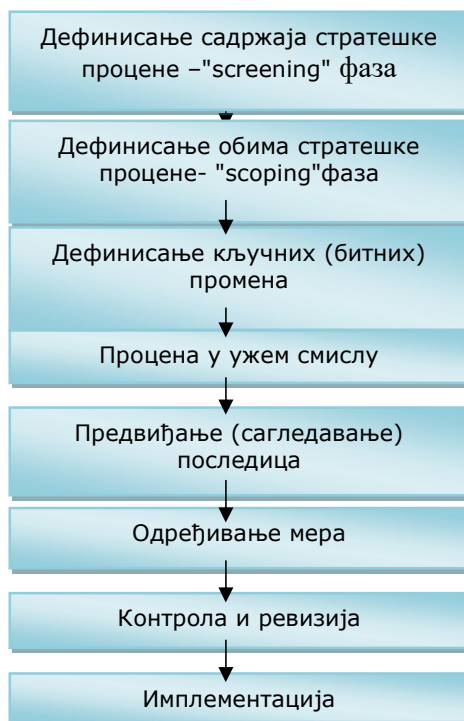 Дефинисање садржаја стратешке
процене –"screening" фаза
Дефинисање обима стратешке
процене- "scoping"фаза
Дефинисање кључних (битних)
промена
Процена у ужем смислу
Предвиђање (сагледавање)
последица
Одређивање мера
Контрола и ревизија
Имплементација